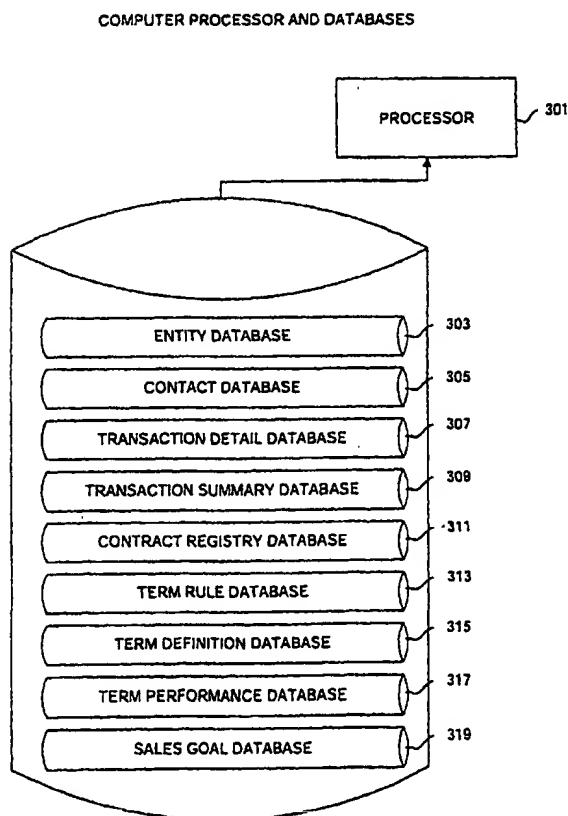 COMPUTER PROCESSOR AND DATABASES
PROCESSOR
301
ENTITY DATABASE
303
CONTACT DATABASE
305
TRANSACTION DETAIL DATABASE
307
TRANSACTION SUMMARY DATABASE
309
CONTRACT REGISTRY DATABASE
311
TERM RULE DATABASE
313
TERM DEFINITION DATABASE
315
TERM PERFORMANCE DATABASE
317
SALES GOAL DATABASE
319